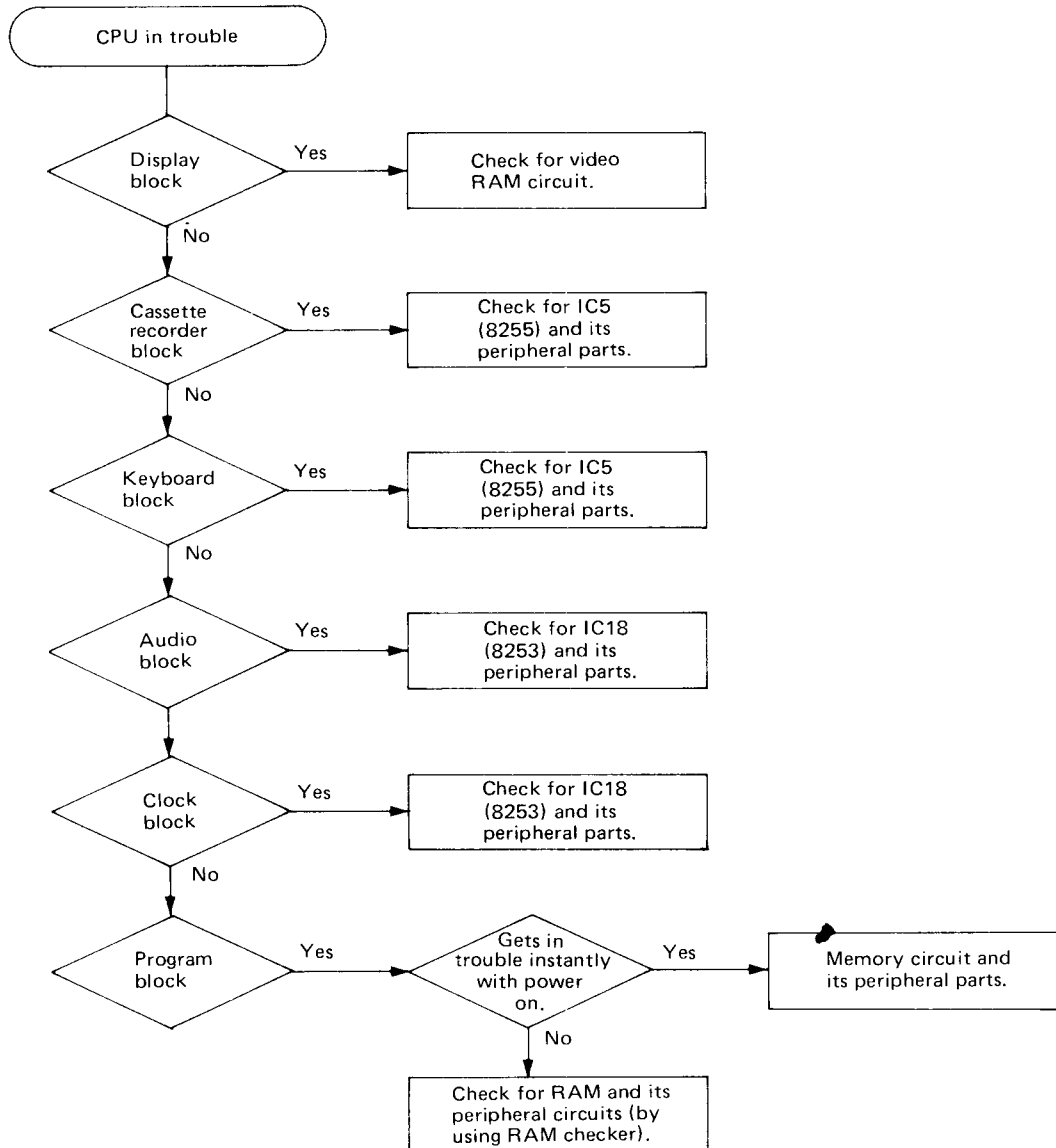 CPU in trouble
Display
block
Yes
Check for video
RAM circuit.
No
Cassette
recorder
block
Yes
Check for IC5
(8255) and its
peripheral parts.
No
Keyboard
block
Yes
Check for IC5
(8255) and its
peripheral parts.
No
Audio
block
Yes
Check for IC18
(8253) and its
peripheral parts.
Clock
block
Yes
Check for IC18
(8253) and its
peripheral parts.
No
Program
block
Yes
Gets in
trouble instantly
with power
on.
Yes
Memory circuit and
its peripheral parts.
No
Check for RAM and its
peripheral circuits (by
using RAM checker).